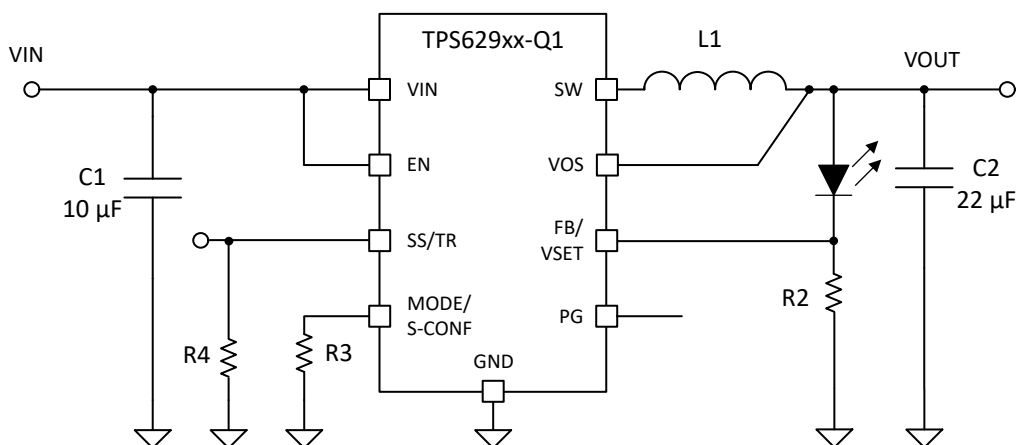 TPS629xx-Q1
L1
VIN
VOUT
VIN
SW
EN
VOS
C1
10 µF
C2
22 µF
SS/TR
FB/
VSET
MODE/
S-CONF
PG
R2
R4
R3
GND